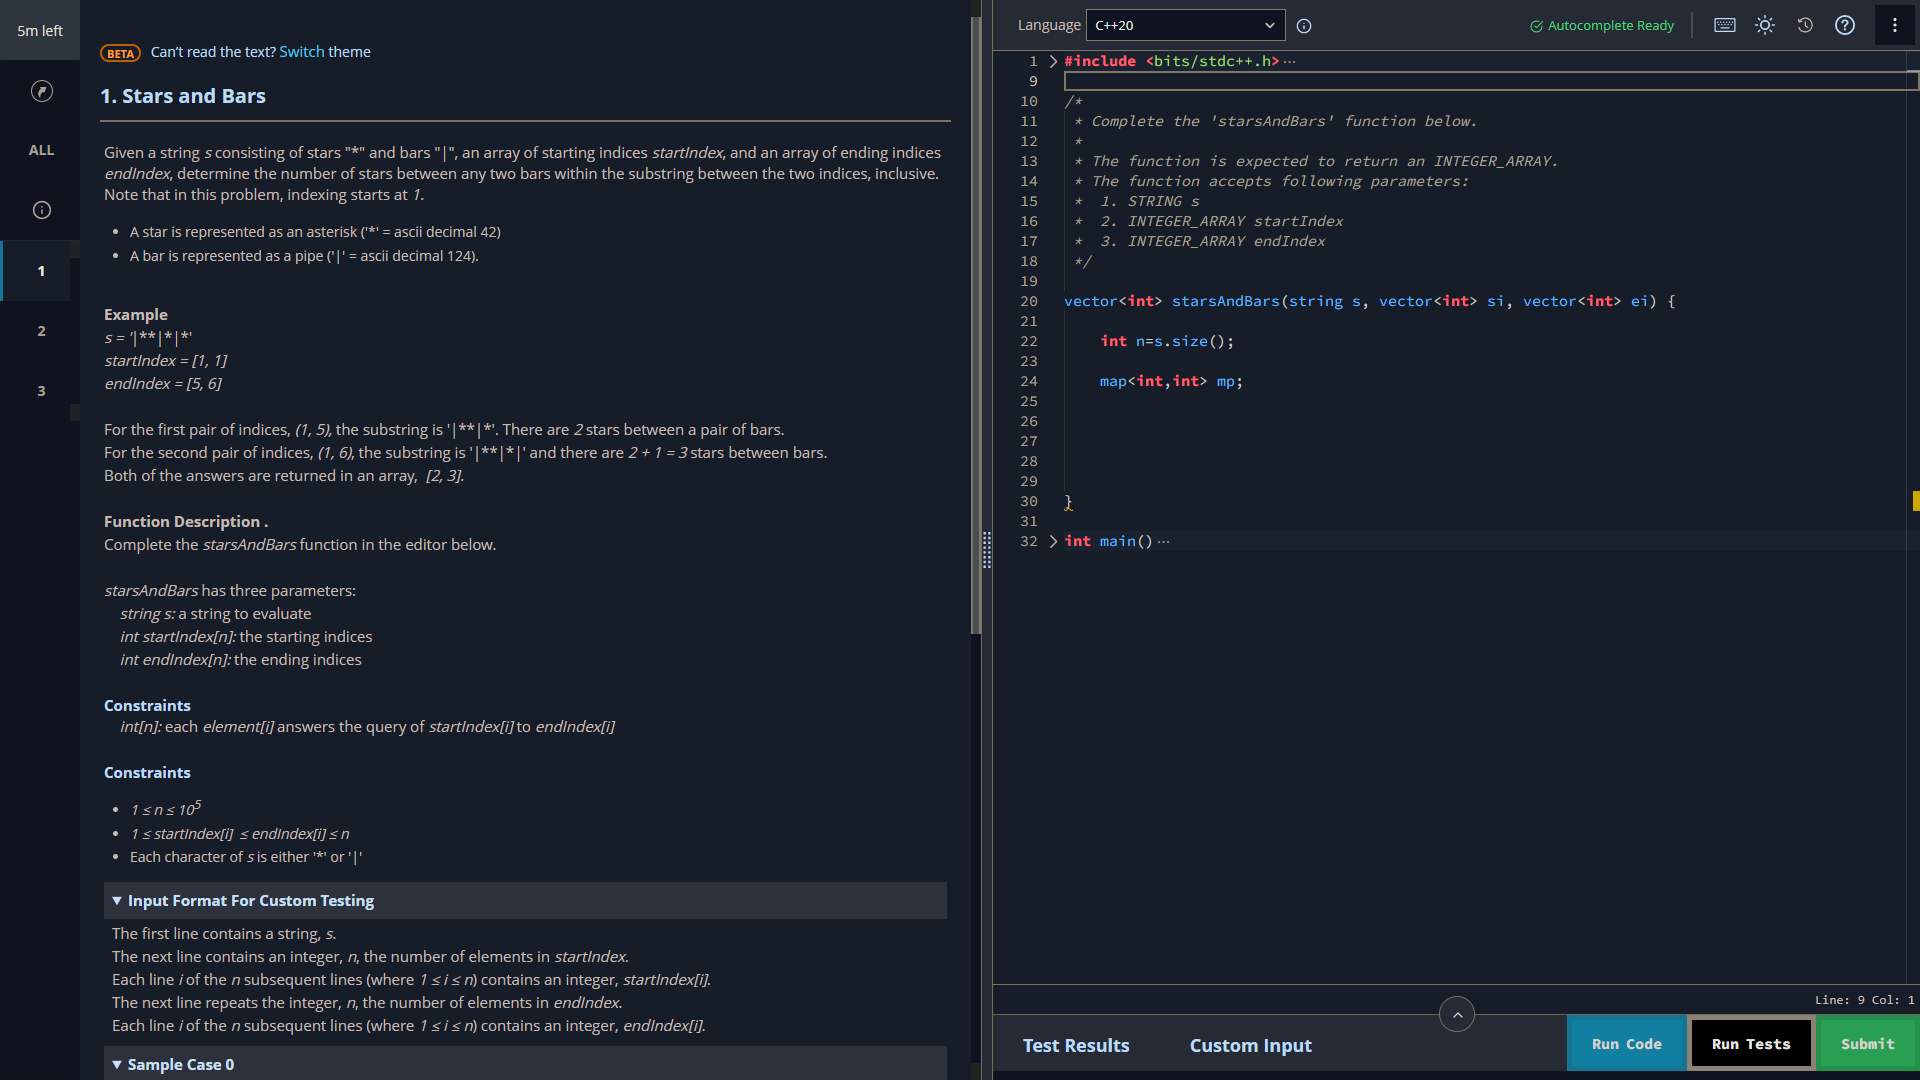 5m left
ALL
1
2
3
BETA Can't read the text? Switch theme
1. Stars and Bars
Given a string s consisting of stars "*" and bars "|", an array of starting indices startIndex, and an array of ending indices
endIndex, determine the number of stars between any two bars within the substring between the two indices, inclusive.
Note that in this problem, indexing starts at 1.
• A star is represented as an asterisk ('*' = ascii decimal 42)
• A bar is represented as a pipe ('|' = ascii decimal 124).
Example
s = '|**|*|*'
startIndex = [1, 1]
endIndex = [5, 6]
For the first pair of indices, (1, 5), the substring is '|**|*'. There are 2 stars between a pair of bars.
For the second pair of indices, (1, 6), the substring is '|**|*|' and there are 2 + 1 = 3 stars between bars.
Both of the answers are returned in an array, [2, 3].
Function Description .
Complete the starsAndBars function in the editor below.
starsAndBars has three parameters:
string s: a string to evaluate
int startIndex[n]: the starting indices
int endIndex[n]: the ending indices
Constraints
int[n]: each element[i] answers the query of startIndex[i] to endIndex[i]
Constraints
• 1 ≤ n ≤ 10^5
• 1 ≤ startIndex[i] ≤ endIndex[i] ≤ n
• Each character of s is either '*' or '|'
▼ Input Format For Custom Testing
The first line contains a string, s.
The next line contains an integer, n, the number of elements in startIndex.
Each line i of the n subsequent lines (where 1 ≤ i ≤ n) contains an integer, startIndex[i].
The next line repeats the integer, n, the number of elements in endIndex.
Each line i of the n subsequent lines (where 1 ≤ i ≤ n) contains an integer, endIndex[i].
▼ Sample Case 0
Language C++20
Autocomplete Ready
1 #include <bits/stdc++.h> ···
9
10 /*
11  * Complete the 'starsAndBars' function below.
12  *
13  * The function is expected to return an INTEGER_ARRAY.
14  * The function accepts following parameters:
15  *  1. STRING s
16  *  2. INTEGER_ARRAY startIndex
17  *  3. INTEGER_ARRAY endIndex
18  */
19
20 vector<int> starsAndBars(string s, vector<int> si, vector<int> ei) {
21
22     int n=s.size();
23
24     map<int,int> mp;
25
26
27
28
29
30 }
31
32 int main() ···
Line: 9 Col: 1
Test Results
Custom Input
Run Code
Run Tests
Submit